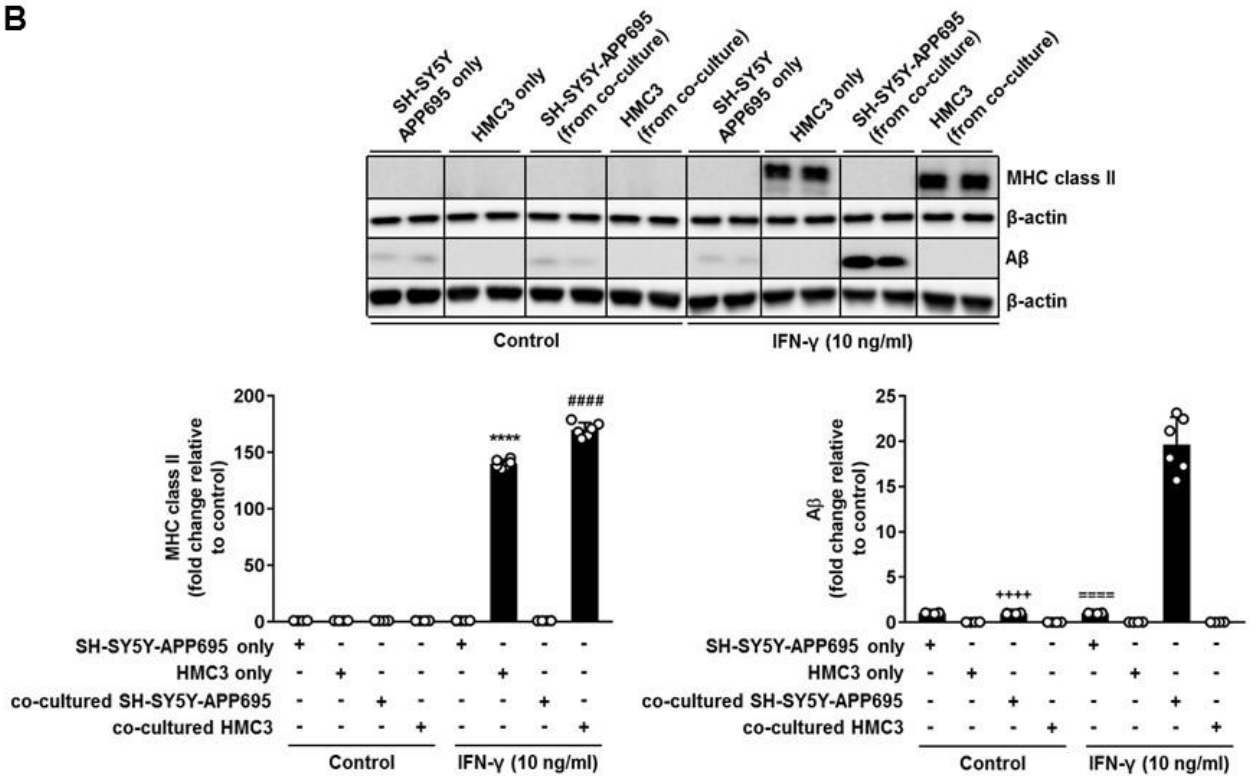 B
SH-SY5Y
APP695 only
HMC3 only
SH-SY5Y-APP695
(from co-culture)
HMC3
(from co-culture)
SH-SY5Y
APP695 only
HMC3 only
SH-SY5Y-APP695
(from co-culture)
HMC3
(from co-culture)
MHC class II
β-actin
Aβ
β-actin
Control
IFN-γ (10 ng/ml)
MHC class II
(fold change relative
to control)
200
150
100
50
0
****
####
SH-SY5Y-APP695 only + - - - + - - -
HMC3 only - + - - - + - -
co-cultured SH-SY5Y-APP695 - - + - - - + -
co-cultured HMC3 - - - + - - - +
Control
IFN-γ (10 ng/ml)
Aβ
(fold change relative
to control)
25
20
15
10
5
0
++++
====
SH-SY5Y-APP695 only + - - - + - - -
HMC3 only - + - - - + - -
co-cultured SH-SY5Y-APP695 - - + - - - + -
co-cultured HMC3 - - - + - - - +
Control
IFN-γ (10 ng/ml)